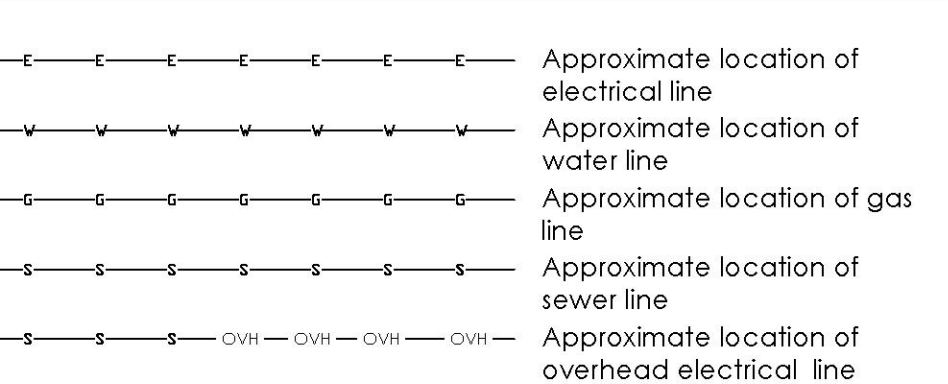 E E E E E E E Approximate location of
electrical line
W W W W W W W Approximate location of
water line
G G G G G G G Approximate location of gas
line
S S S S S S S Approximate location of
sewer line
S S S OVH OVH OVH OVH Approximate location of
overhead electrical line